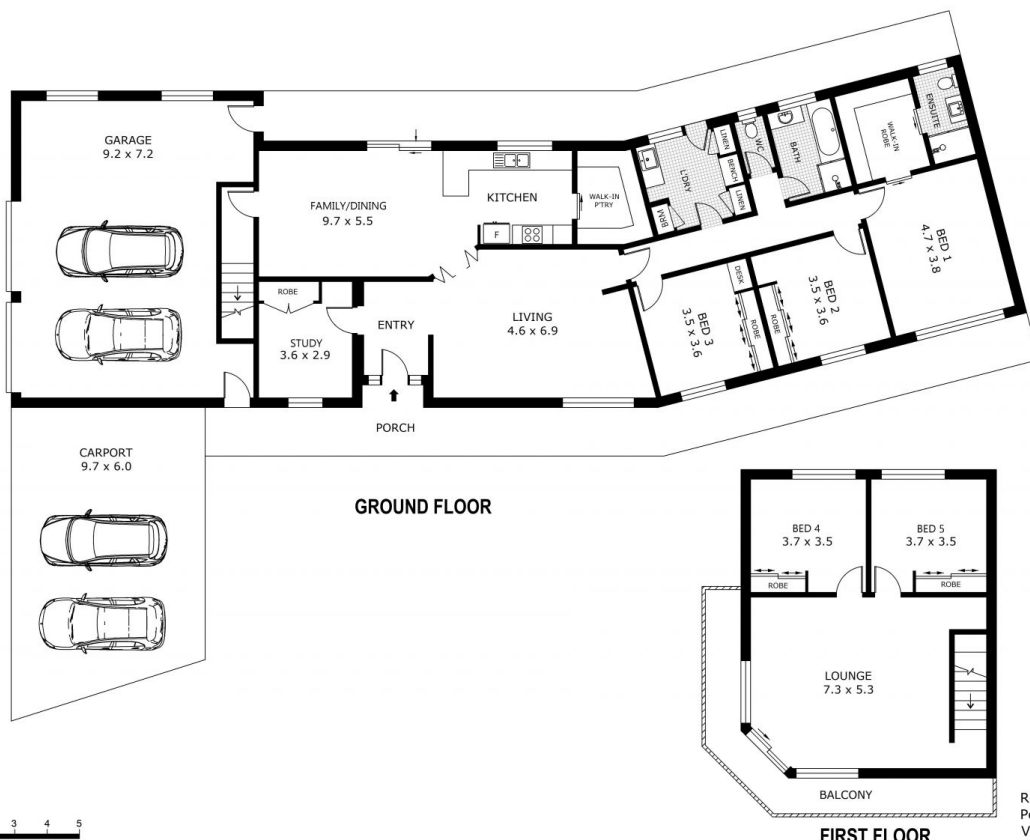 GARAGE
9.2 x 7.2
FAMILY/DINING
9.7 x 5.5
KITCHEN
F
WALK-IN
P'TRY
L'DRY
BRM
LINEN
BENCH
LINEN
WC
BATH
WALK-IN
ROBE
ENSUITE
BED 1
4.7 x 3.8
BED 2
3.5 x 3.6
ROBE
DESK
ROBE
BED 3
3.5 x 3.6
LIVING
4.6 x 6.9
ENTRY
ROBE
STUDY
3.6 x 2.9
PORCH
CARPORT
9.7 x 6.0
GROUND FLOOR
BED 4
3.7 x 3.5
BED 5
3.7 x 3.5
ROBE
ROBE
LOUNGE
7.3 x 5.3
BALCONY
FIRST FLOOR
3 4 5